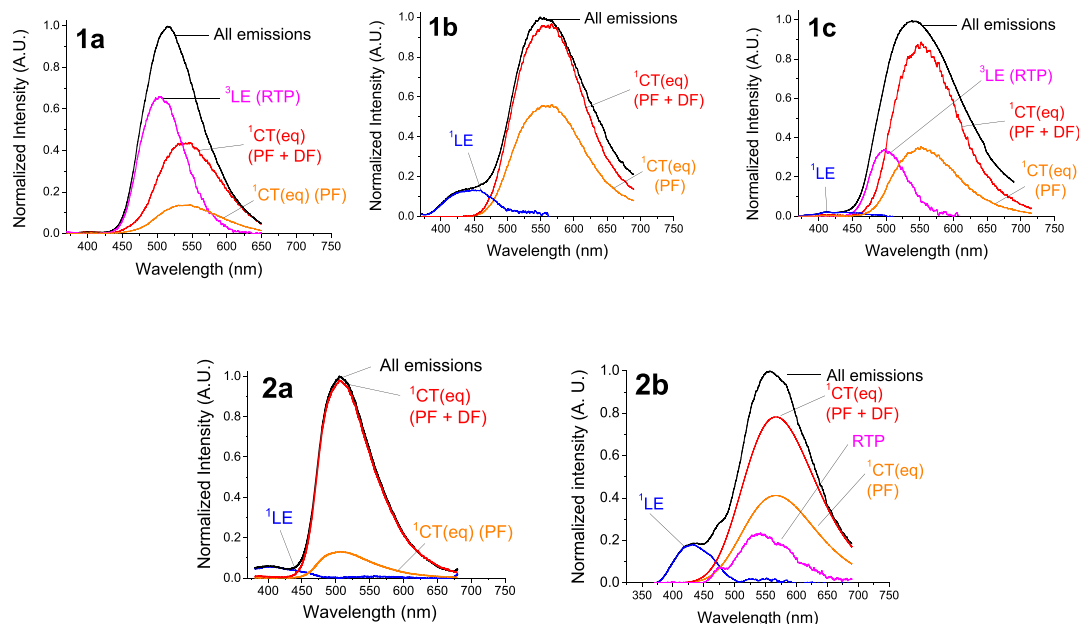 1a
All emissions
³LE (RTP)
¹CT(eq)
(PF + DF)
¹CT(eq) (PF)
Normalized Intensity (A.U.)
1.0
0.8
0.6
0.4
0.2
0.0
400 450 500 550 600 650 700 750
Wavelength (nm)
1b
All emissions
¹CT(eq)
(PF + DF)
¹LE
¹CT(eq)
(PF)
Normalized Intensity (A.U.)
1.0
0.8
0.6
0.4
0.2
0.0
400 450 500 550 600 650 700 750
Wavelength (nm)
1c
All emissions
³LE (RTP)
¹CT(eq)
(PF + DF)
¹LE
¹CT(eq)
(PF)
Normalized Intensity (A.U.)
1.0
0.8
0.6
0.4
0.2
0.0
400 450 500 550 600 650 700 750
Wavelength (nm)
2a
All emissions
¹CT(eq)
(PF + DF)
¹LE
¹CT(eq) (PF)
Normalized Intensity (A.U.)
1.0
0.8
0.6
0.4
0.2
0.0
400 450 500 550 600 650 700 750
Wavelength (nm)
2b
All emissions
¹CT(eq)
(PF + DF)
RTP
¹CT(eq)
(PF)
¹LE
Normalized intensity (A. U.)
1.0
0.8
0.6
0.4
0.2
0.0
350 400 450 500 550 600 650 700 750
Wavelength (nm)